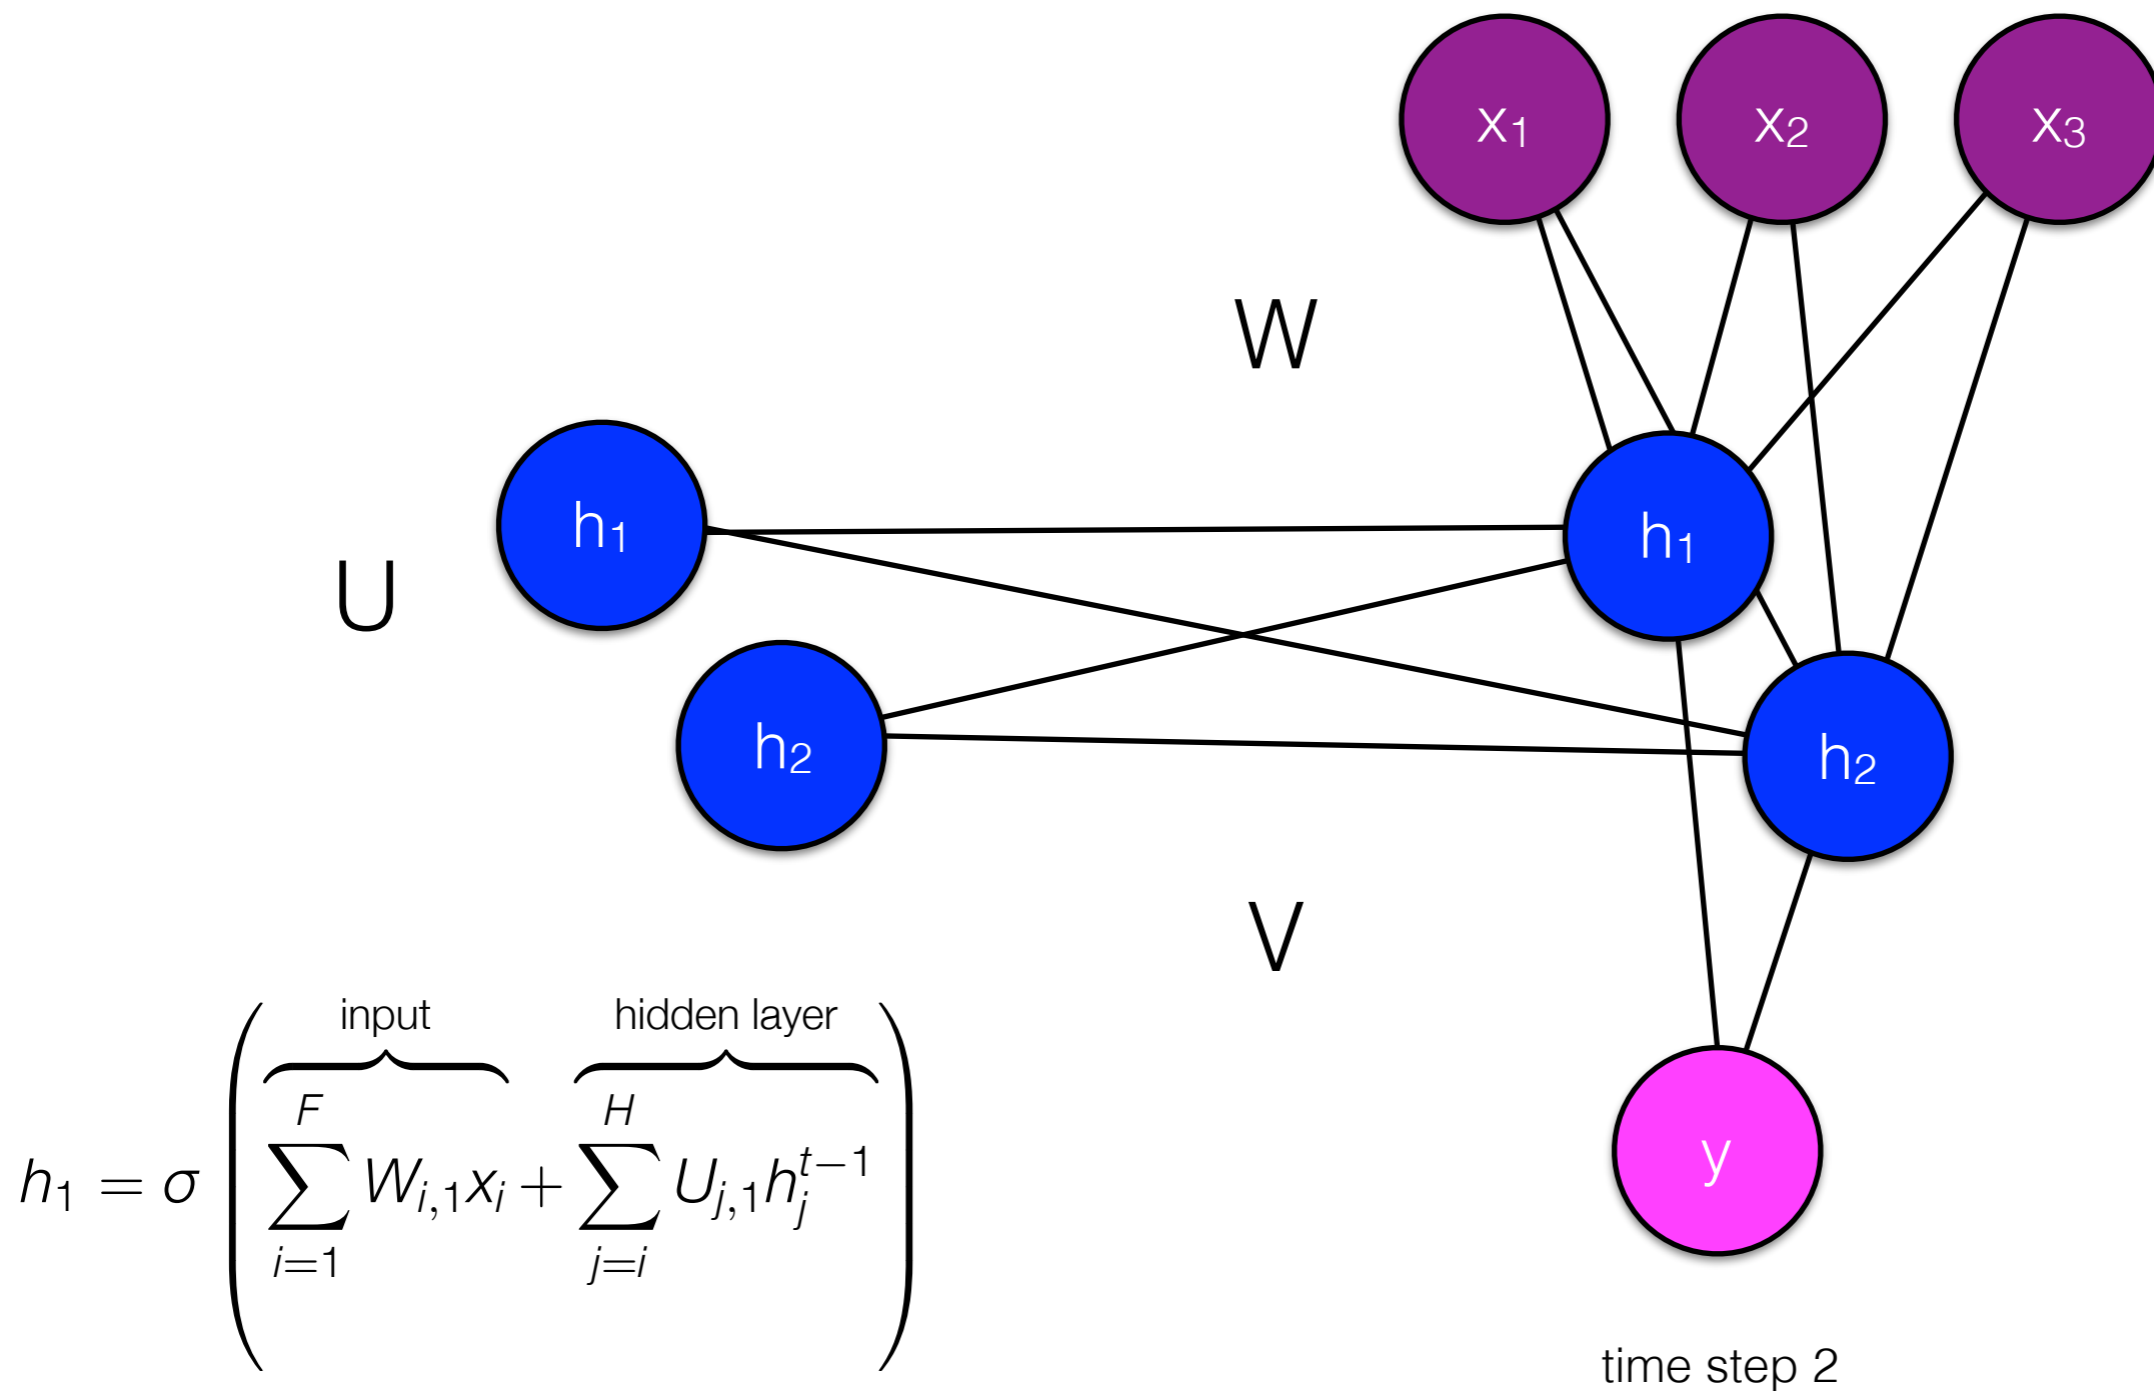 x₁ x₂ x₃
W
h₁ h₁
U
h₂ h₂
V
input hidden layer
h₁ = σ ( ∑_{i=1}^{F} W_{i,1} x_i + ∑_{j=i}^{H} U_{j,1} h_j^{t−1} )
y
time step 2